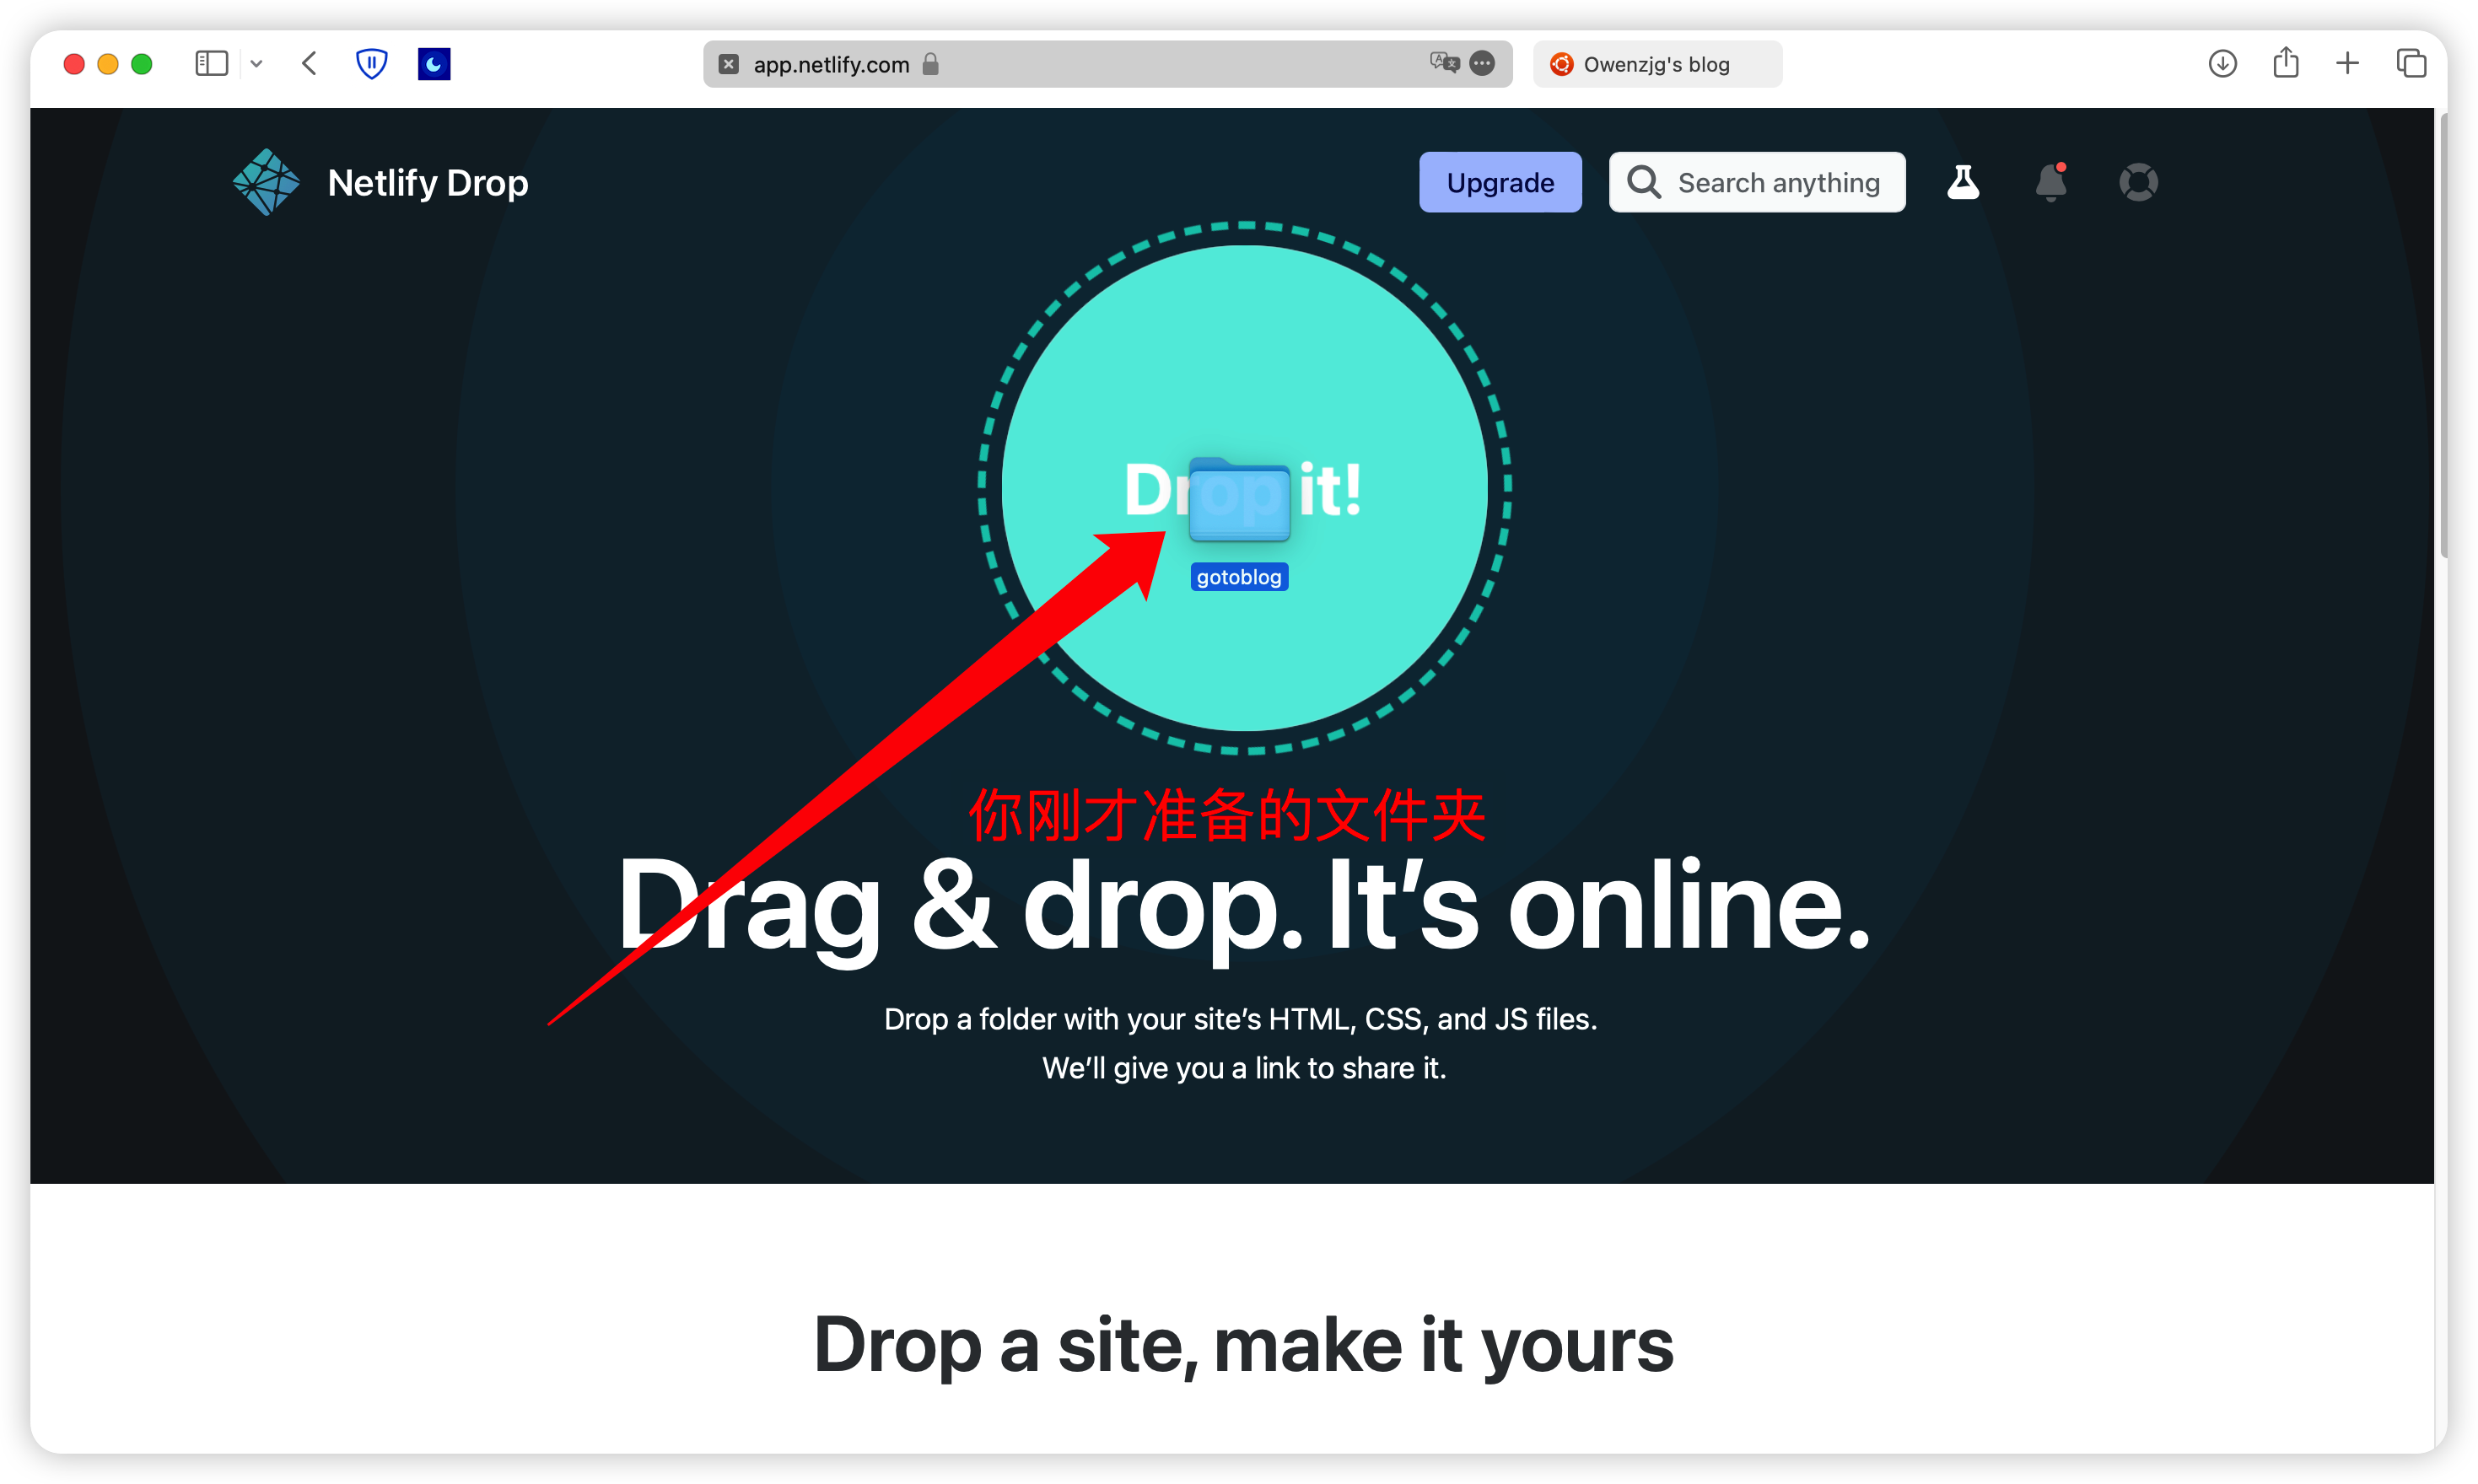 app.netlify.com
Owenzjg's blog
Netlify Drop
Upgrade
Search anything
Drop it!
gotoblog
你刚才准备的文件夹
Drag & drop. It’s online.
Drop a folder with your site’s HTML, CSS, and JS files.
We’ll give you a link to share it.
Drop a site, make it yours